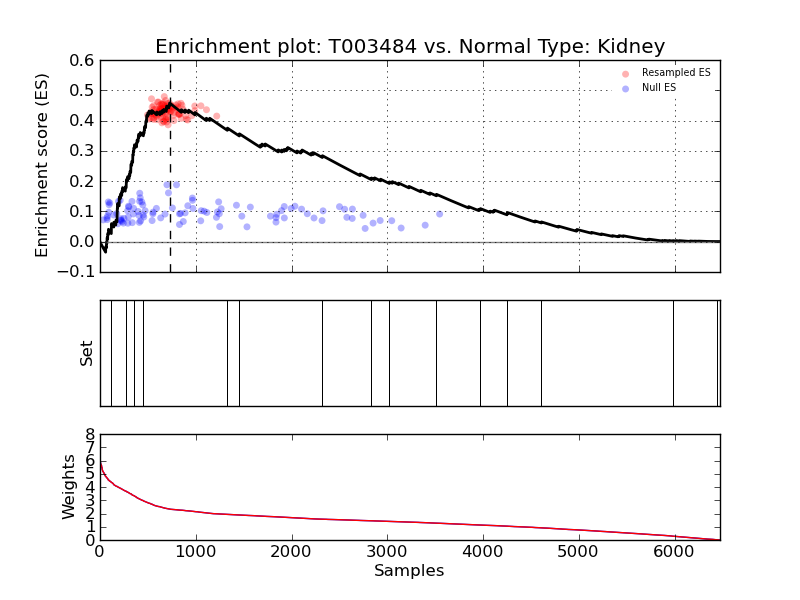 Enrichment plot: T003484 vs. Normal Type: Kidney
Enrichment score (ES)
0.6
0.5
0.4
0.3
0.2
0.1
0.0
−0.1
Resampled ES
Null ES
Set
Weights
8
7
6
5
4
3
2
1
0
0 1000 2000 3000 4000 5000 6000
Samples